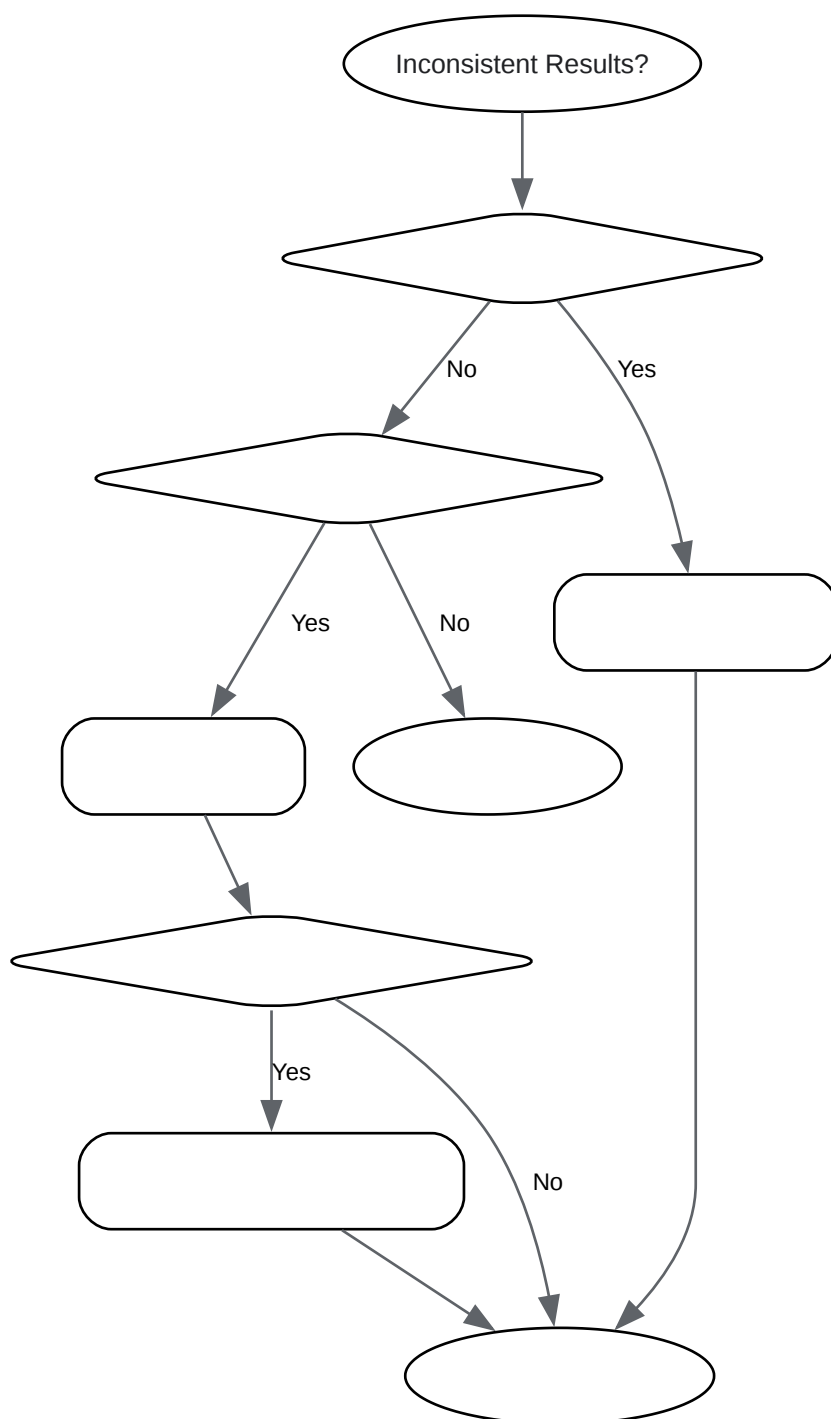 Inconsistent Results?
No
Yes
Yes
No
Yes
No